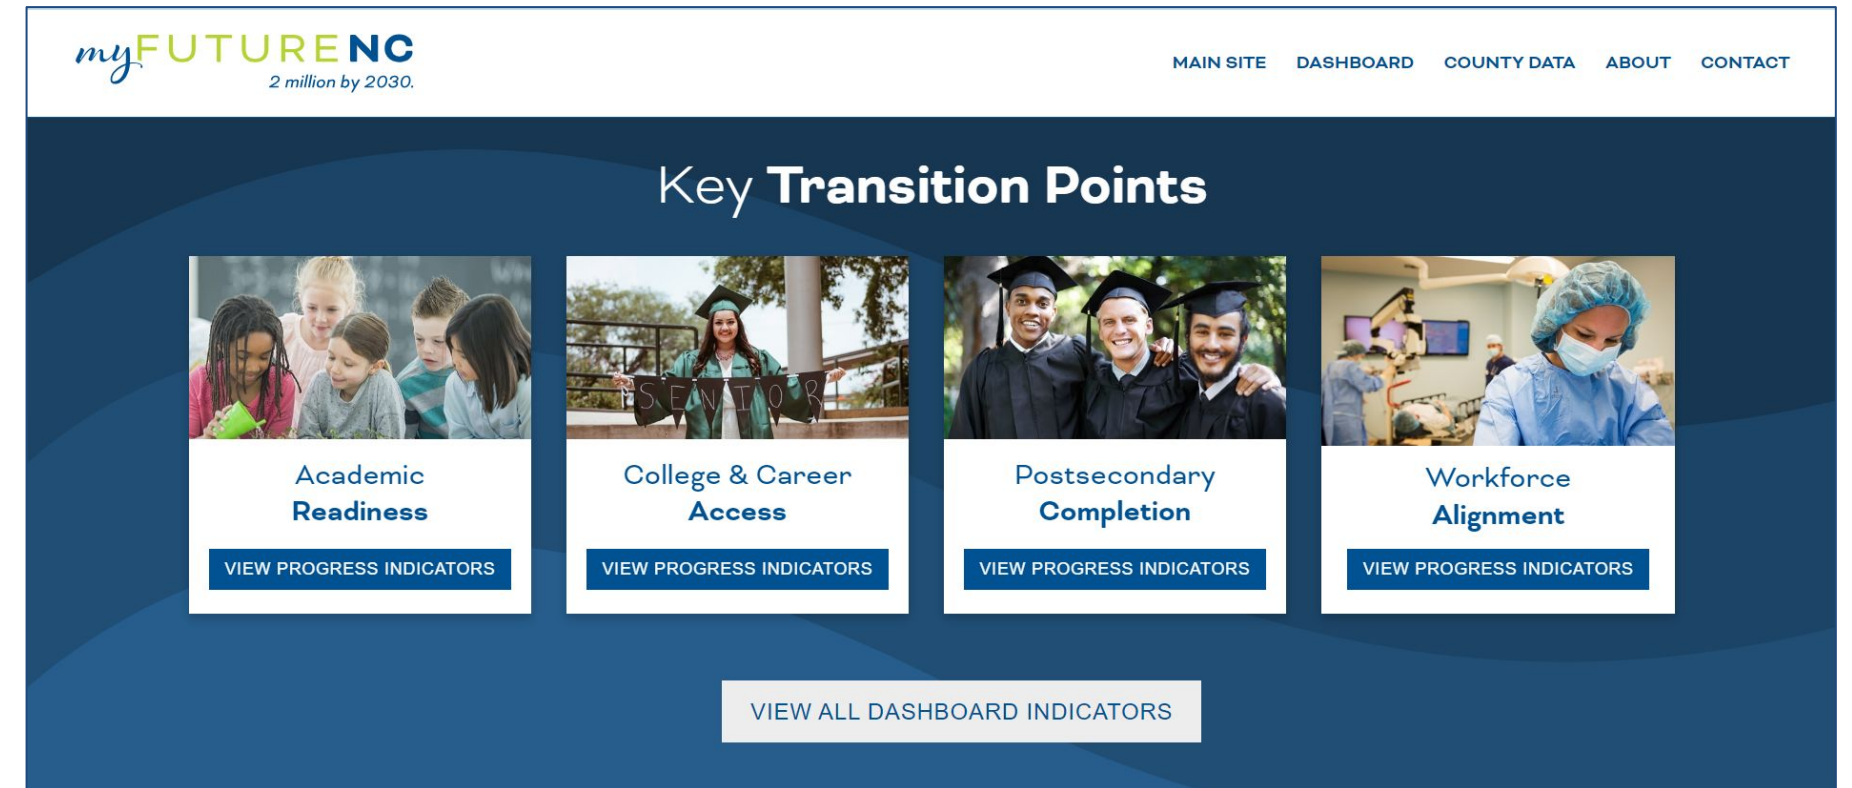 myFUTURENC
2 million by 2030.
MAIN SITE DASHBOARD COUNTY DATA ABOUT CONTACT
Key Transition Points
SENIOR
Academic
Readiness
VIEW PROGRESS INDICATORS
College & Career
Access
VIEW PROGRESS INDICATORS
Postsecondary
Completion
VIEW PROGRESS INDICATORS
Workforce
Alignment
VIEW PROGRESS INDICATORS
VIEW ALL DASHBOARD INDICATORS